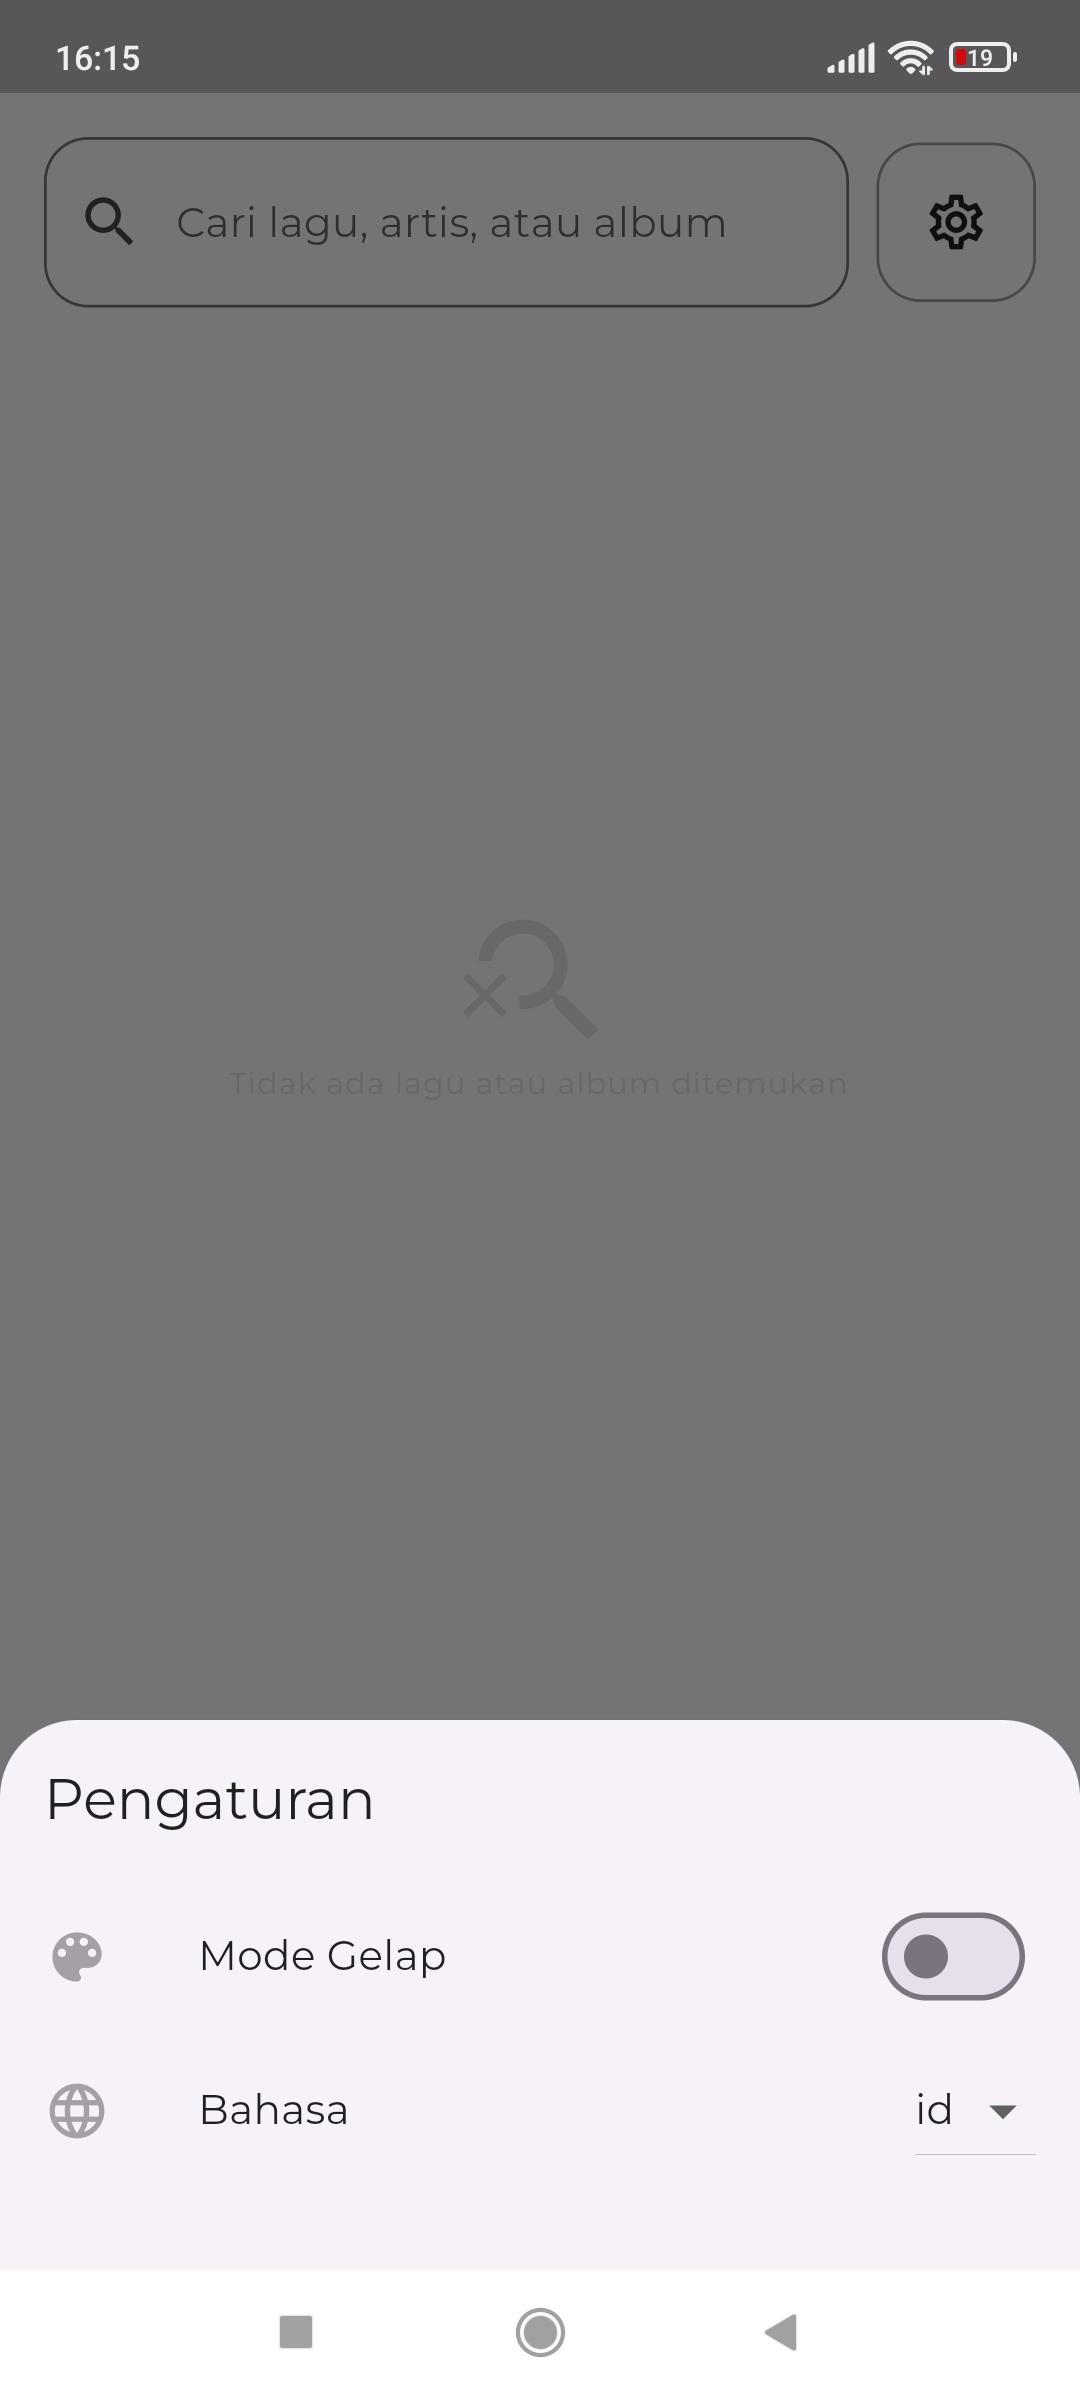 16:15
19
Cari lagu, artis, atau album
Tidak ada lagu atau album ditemukan
Pengaturan
Mode Gelap
Bahasa
id